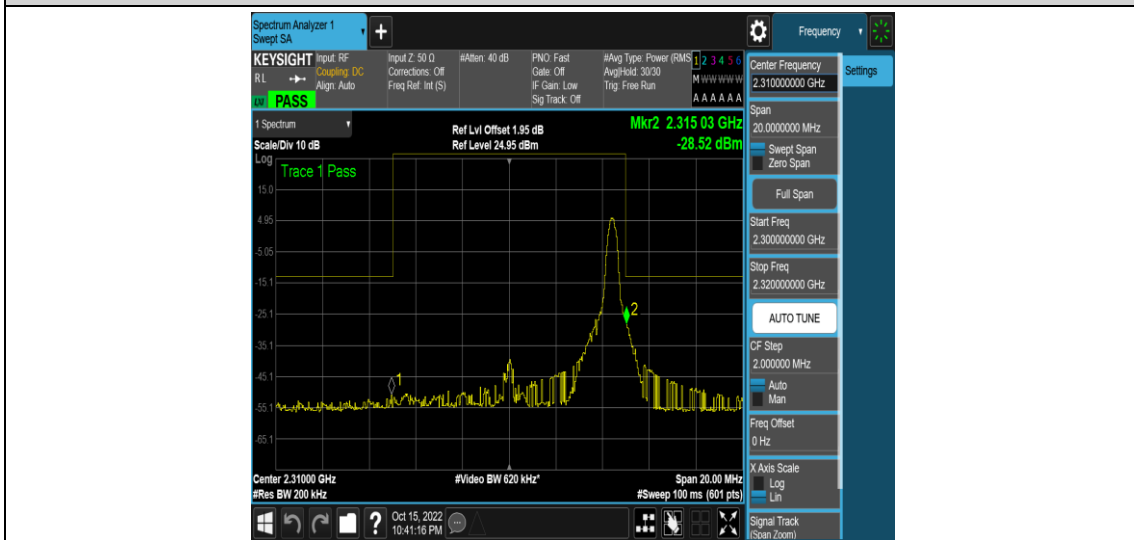 Spectrum Analyzer 1
Swept SA
+
Frequency
KEYSIGHT
RL
LXI
PASS
Input: RF
Coupling: DC
Align: Auto
Input Z: 50 Ω
Corrections: Off
Freq Ref: Int (S)
#Atten: 40 dB
PNO: Fast
Gate: Off
IF Gain: Low
Sig Track: Off
#Avg Type: Power (RMS
Avg|Hold: 30/30
Trig: Free Run
1 2 3 4 5 6
M W W W W W
A A A A A A
1 Spectrum
Scale/Div 10 dB
Ref Lvl Offset 1.95 dB
Ref Level 24.95 dBm
Mkr2 2.315 03 GHz
-28.52 dBm
Log
Trace 1 Pass
15.0
4.95
-5.05
-15.1
-25.1
-35.1
-45.1
-55.1
-65.1
1
2
Center 2.31000 GHz
#Res BW 200 kHz
#Video BW 620 kHz*
Span 20.00 MHz
#Sweep 100 ms (601 pts)
?
Oct 15, 2022
10:41:16 PM
Center Frequency
2.310000000 GHz
Settings
Span
20.0000000 MHz
Swept Span
Zero Span
Full Span
Start Freq
2.300000000 GHz
Stop Freq
2.320000000 GHz
AUTO TUNE
CF Step
2.000000 MHz
Auto
Man
Freq Offset
0 Hz
X Axis Scale
Log
Lin
Signal Track
(Span Zoom)